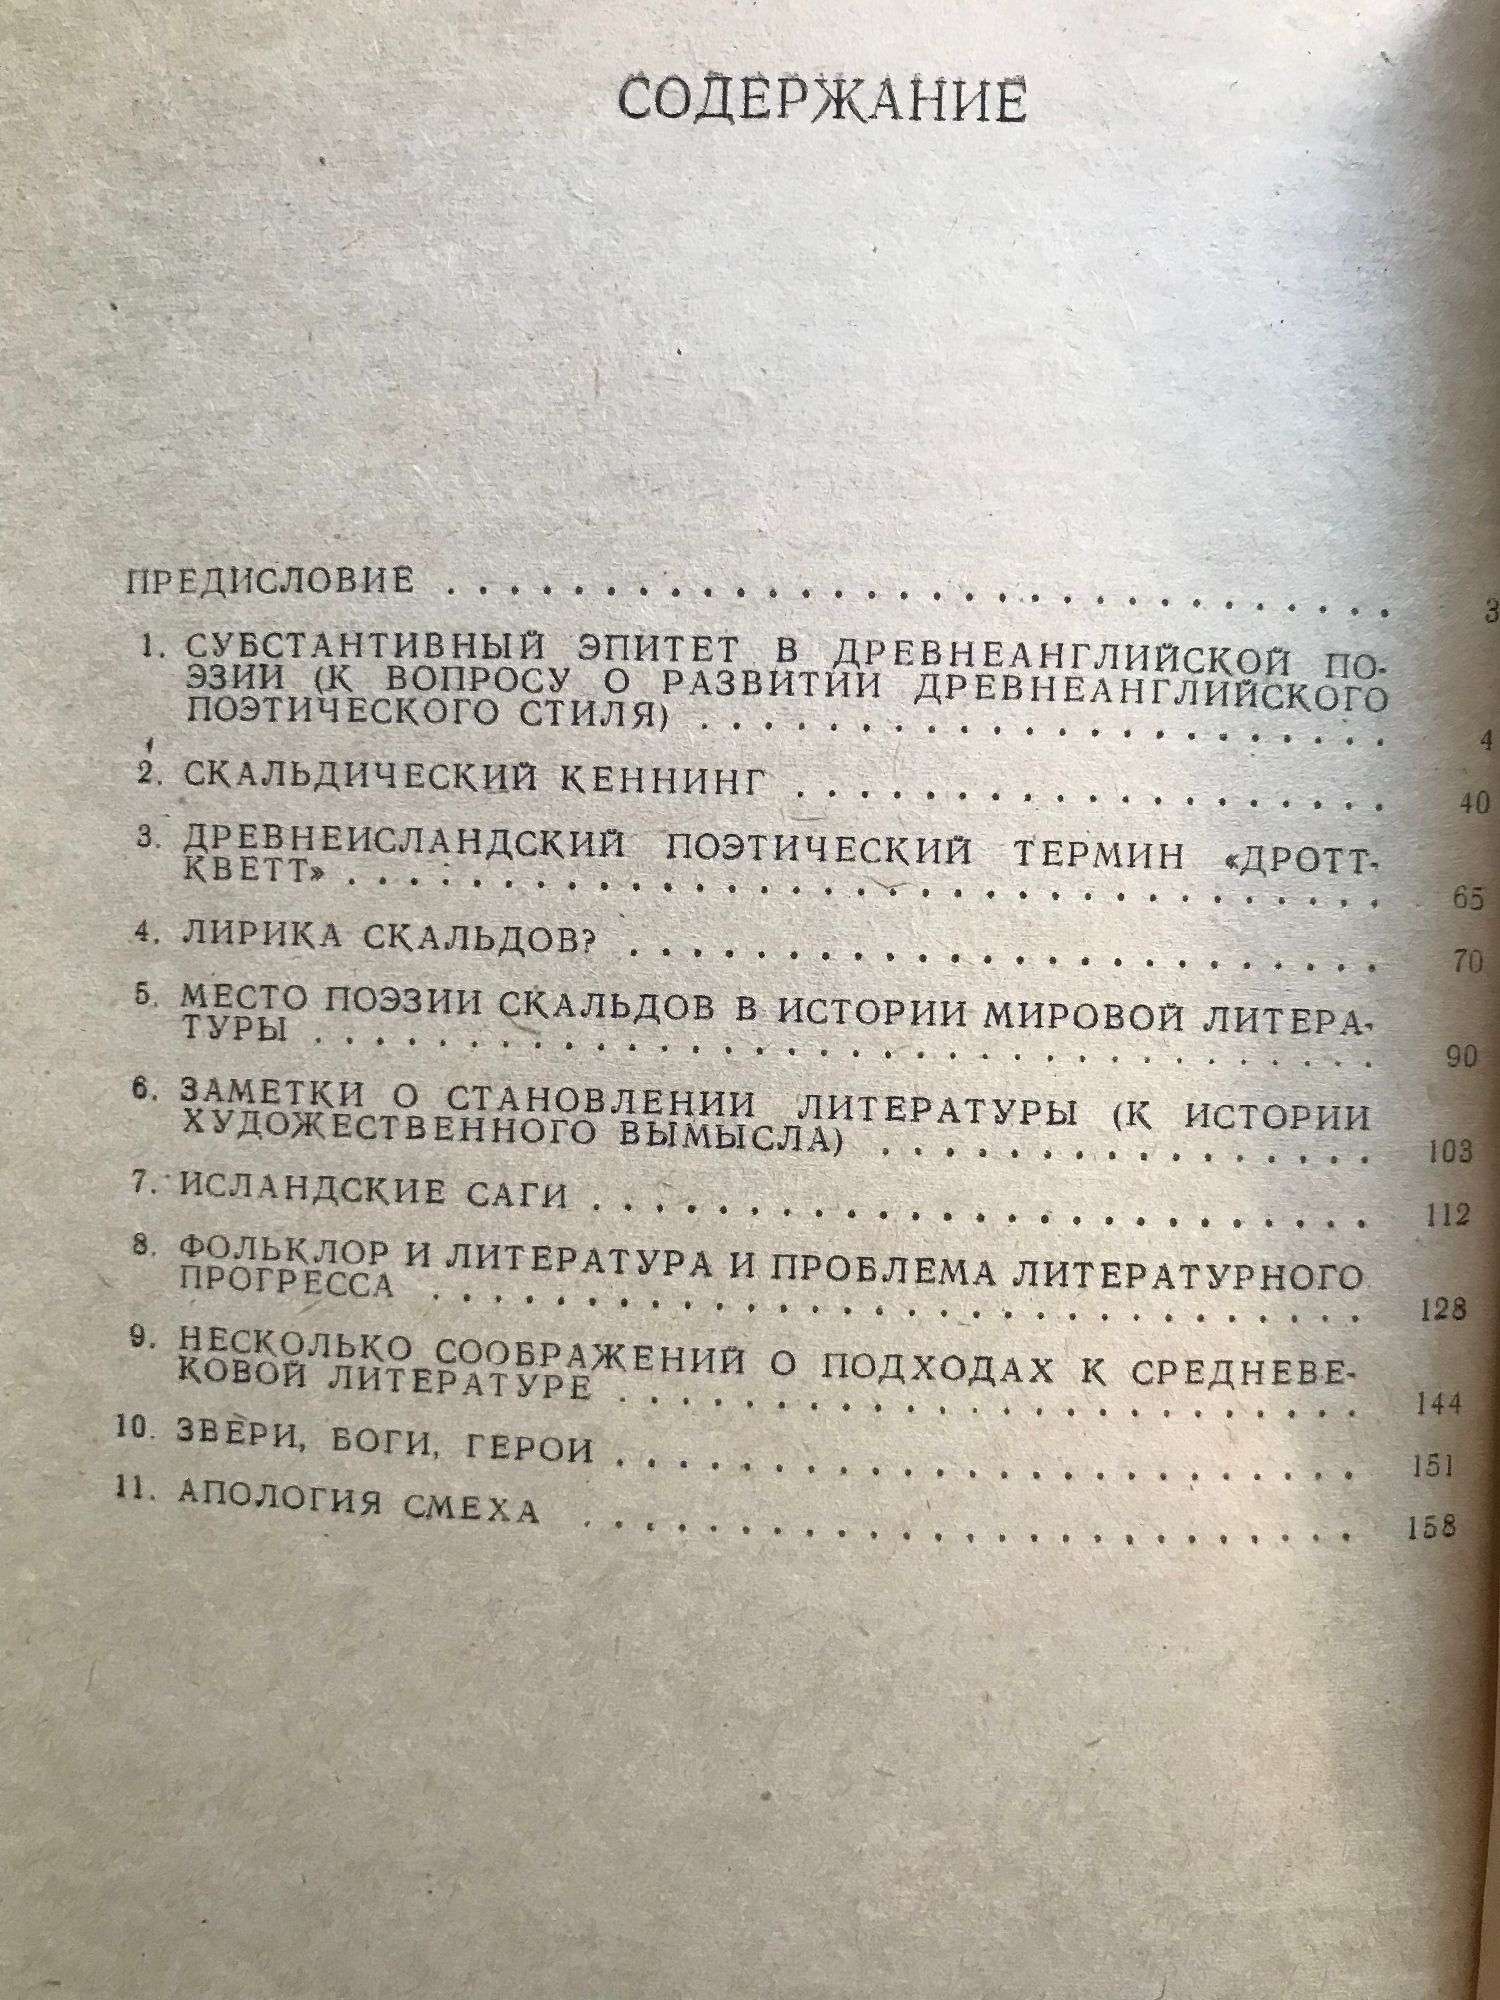 СОДЕРЖАНИЕ
ПРЕДИСЛОВИЕ . . . . . . . . . . . . . . . . . . . . . . . . . . . . . . 3
1. СУБСТАНТИВНЫЙ ЭПИТЕТ В ДРЕВНЕАНГЛИЙСКОЙ ПО-
ЭЗИИ (К ВОПРОСУ О РАЗВИТИИ ДРЕВНЕАНГЛИЙСКОГО
ПОЭТИЧЕСКОГО СТИЛЯ) . . . . . . . . . . . . . . . . . . . . . . 4
2. СКАЛЬДИЧЕСКИЙ КЕННИНГ . . . . . . . . . . . . . . . . . . . 40
3. ДРЕВНЕИСЛАНДСКИЙ ПОЭТИЧЕСКИЙ ТЕРМИН «ДРОТТ-
КВЕТТ» . . . . . . . . . . . . . . . . . . . . . . . . . . . . . . . . . 65
4. ЛИРИКА СКАЛЬДОВ? . . . . . . . . . . . . . . . . . . . . . . . . 70
5. МЕСТО ПОЭЗИИ СКАЛЬДОВ В ИСТОРИИ МИРОВОЙ ЛИТЕРА-
ТУРЫ . . . . . . . . . . . . . . . . . . . . . . . . . . . . . . . . . . 90
6. ЗАМЕТКИ О СТАНОВЛЕНИИ ЛИТЕРАТУРЫ (К ИСТОРИИ
ХУДОЖЕСТВЕННОГО ВЫМЫСЛА) . . . . . . . . . . . . . . . . 103
7. ИСЛАНДСКИЕ САГИ . . . . . . . . . . . . . . . . . . . . . . . . . 112
8. ФОЛЬКЛОР И ЛИТЕРАТУРА И ПРОБЛЕМА ЛИТЕРАТУРНОГО
ПРОГРЕССА . . . . . . . . . . . . . . . . . . . . . . . . . . . . . . 128
9. НЕСКОЛЬКО СООБРАЖЕНИЙ О ПОДХОДАХ К СРЕДНЕВЕ-
КОВОЙ ЛИТЕРАТУРЕ . . . . . . . . . . . . . . . . . . . . . . . . 144
10. ЗВЕРИ, БОГИ, ГЕРОИ . . . . . . . . . . . . . . . . . . . . . . . . 151
11. АПОЛОГИЯ СМЕХА . . . . . . . . . . . . . . . . . . . . . . . . . 158